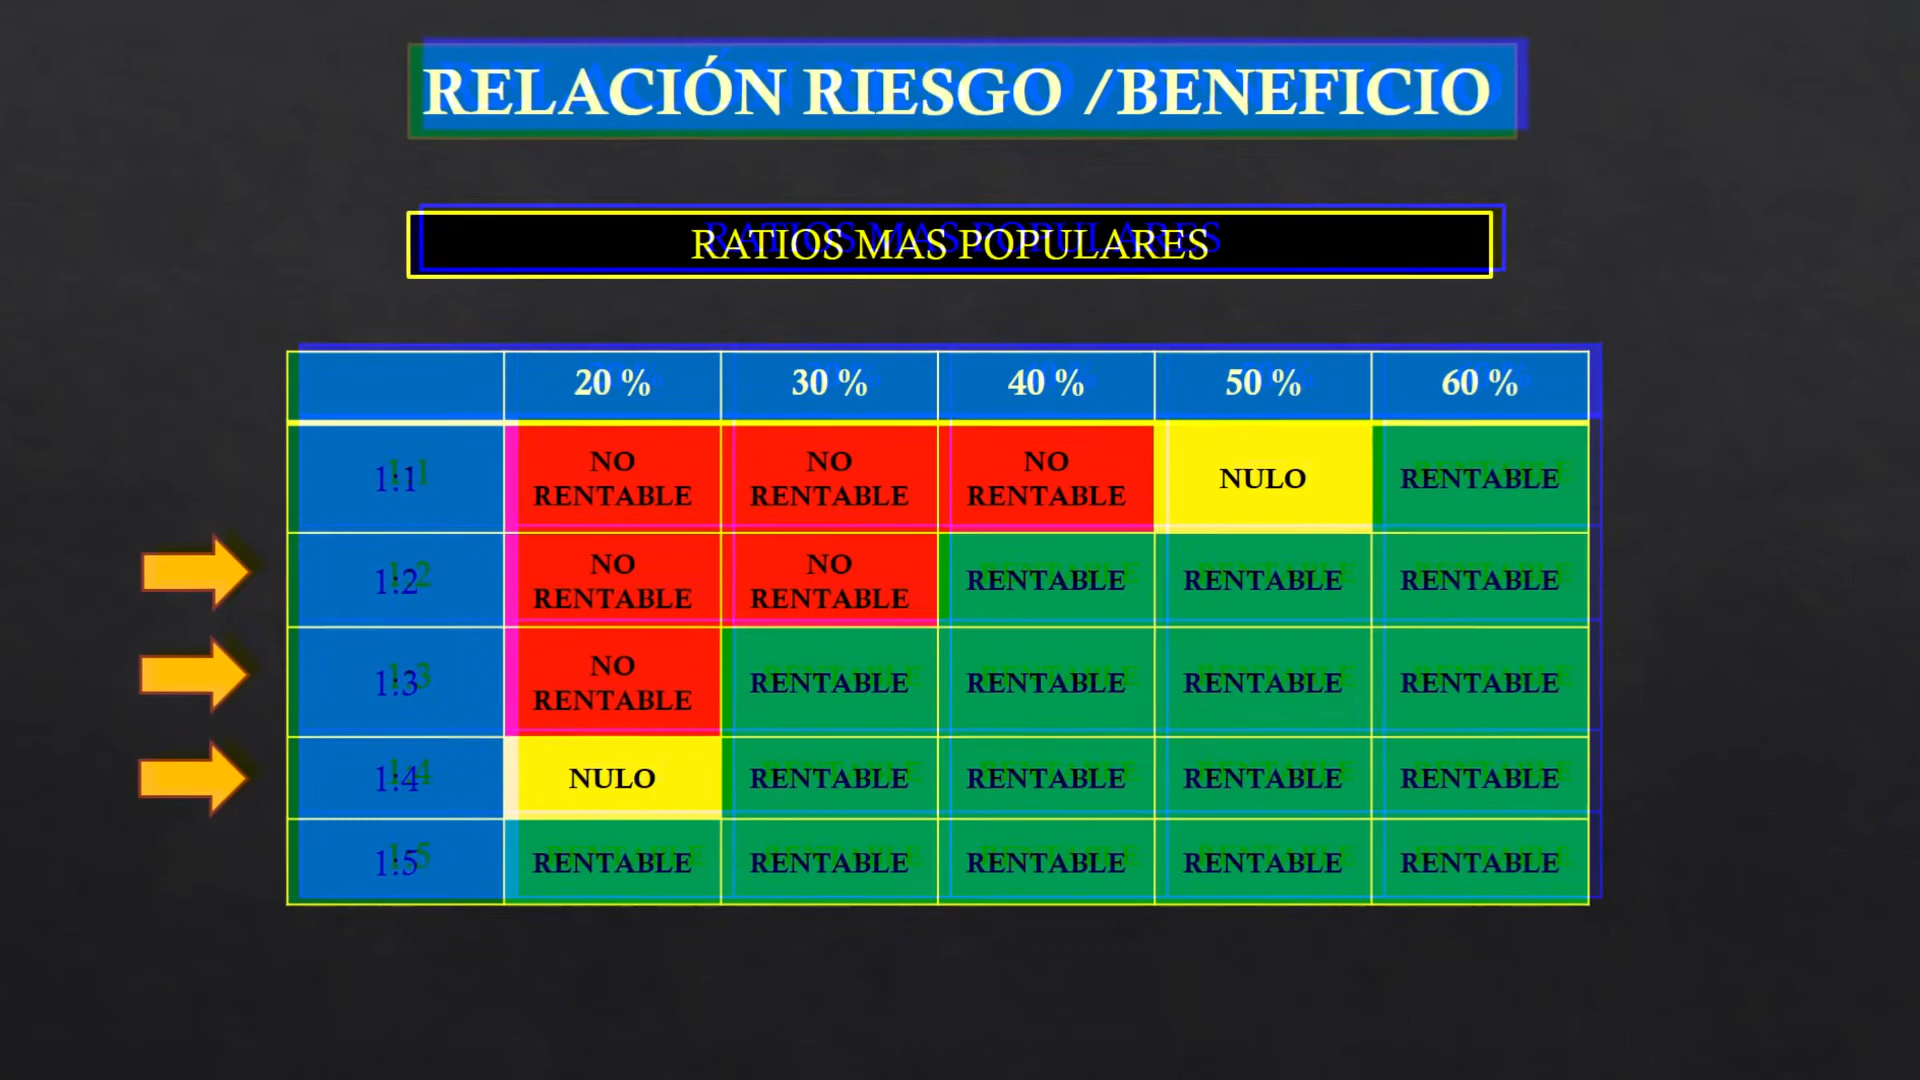 RELACIÓN RIESGO /BENEFICIO
RATIOS MAS POPULARES
20 % 30 % 40 % 50 % 60 %
1:1 NO RENTABLE NO RENTABLE NO RENTABLE NULO RENTABLE
1:2 NO RENTABLE NO RENTABLE RENTABLE RENTABLE RENTABLE
1:3 NO RENTABLE RENTABLE RENTABLE RENTABLE RENTABLE
1:4 NULO RENTABLE RENTABLE RENTABLE RENTABLE
1:5 RENTABLE RENTABLE RENTABLE RENTABLE RENTABLE